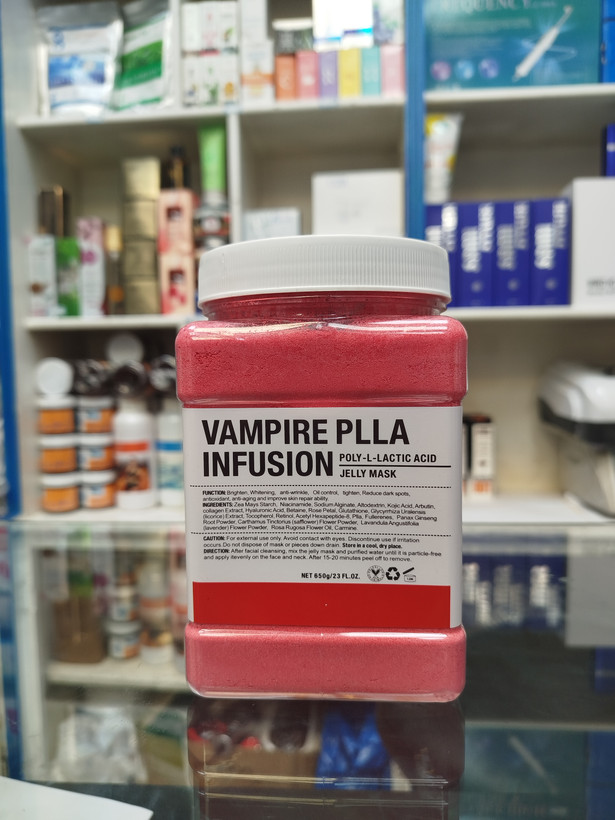 VAMPIRE PLLA
INFUSION POLY-L-LACTIC ACID
JELLY MASK
FUNCTION: Brighten, Whitening, anti-wrinkle, Oil control, tighten, Reduce dark spots,
antioxidant, anti-aging and improve skin repair ability.
INGREDIENTS: Zea Mays Starch, Niacinamide, Sodium Alginate, Altodextrin, Kojic Acid, Arbutin,
collagen Extract, Hyaluronic Acid, Betaine, Rose Petal, Glutathione, Glycyrrhiza Uralensis
(licorice) Extract, Tocopherol, Retinol, Acetyl Hexapeptide-8, Plla, Fullerenes, Panax Ginseng
Root Powder, Carthamus Tinctorius (safflower) Flower Powder, Lavandula Angustifolia
(lavender) Flower Powder, Rosa Rugosa Flower Oil, Carmine.
CAUTION: For external use only. Avoid contact with eyes. Discontinue use if irritation
occurs. Do not dispose of mask or pieces down drain. Store in a cool, dry place.
DIRECTION: After facial cleansing, mix the jelly mask and purified water until it is particle-free
and apply itevenly on the face and neck. After 15-20 minutes peel off to remove.
NET 650g/23 FL.OZ.